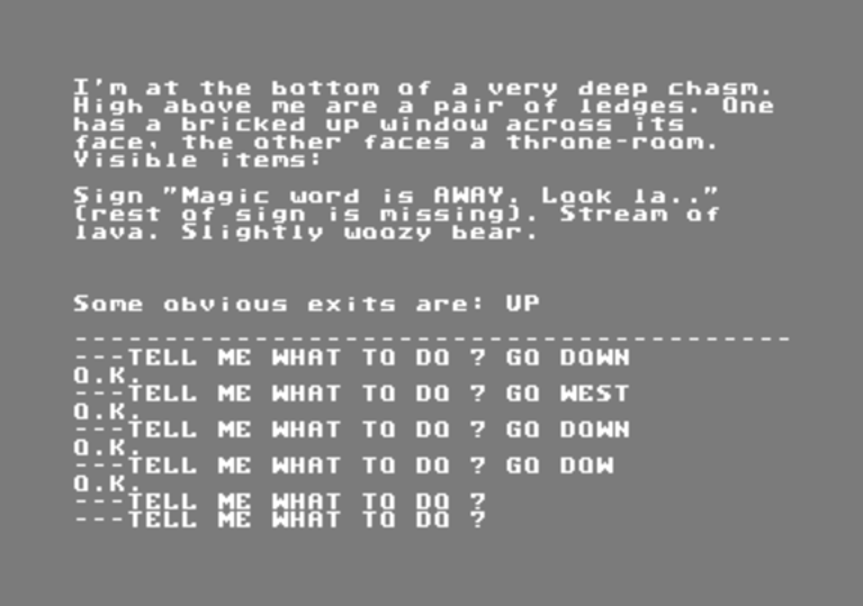 I'm at the bottom of a very deep chasm.
High above me are a pair of ledges. One
has a bricked up window across its
face, the other faces a throne-room.
Visible items:
Sign "Magic word is AWAY. Look la.."
(rest of sign is missing). Stream of
lava. Slightly woozy bear.
Some obvious exits are: UP
----------------------------------------
---TELL ME WHAT TO DO ? GO DOWN
O.K.
---TELL ME WHAT TO DO ? GO WEST
O.K.
---TELL ME WHAT TO DO ? GO DOWN
O.K.
---TELL ME WHAT TO DO ? GO DOW
O.K.
---TELL ME WHAT TO DO ?
---TELL ME WHAT TO DO ?